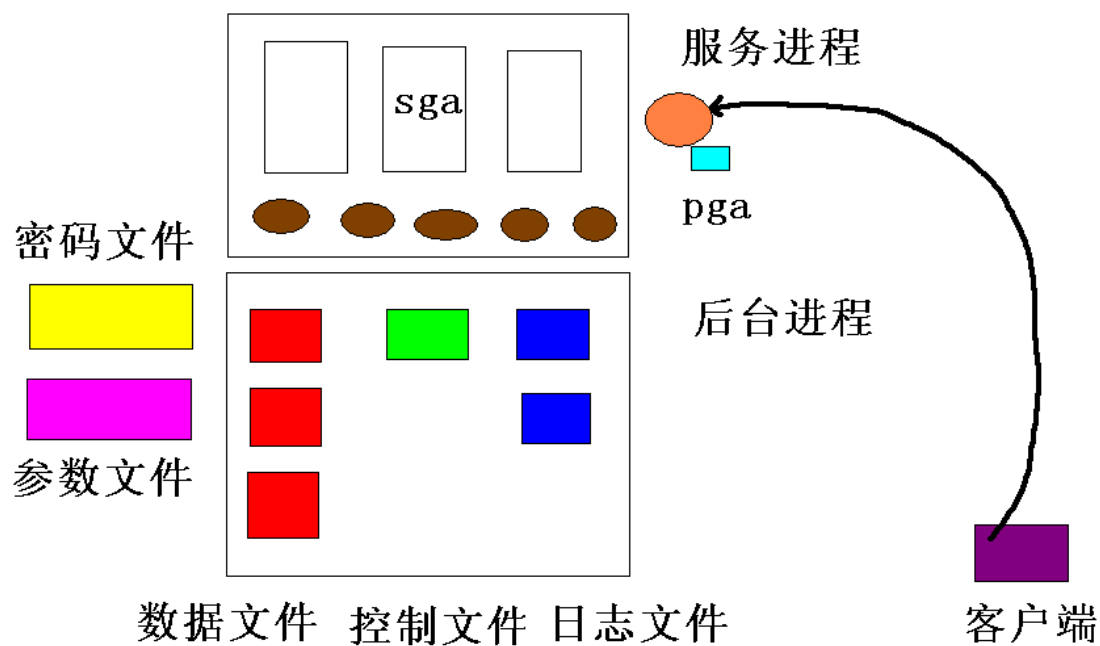 服务进程
sga
pga
密码文件
后台进程
参数文件
数据文件 控制文件 日志文件
客户端